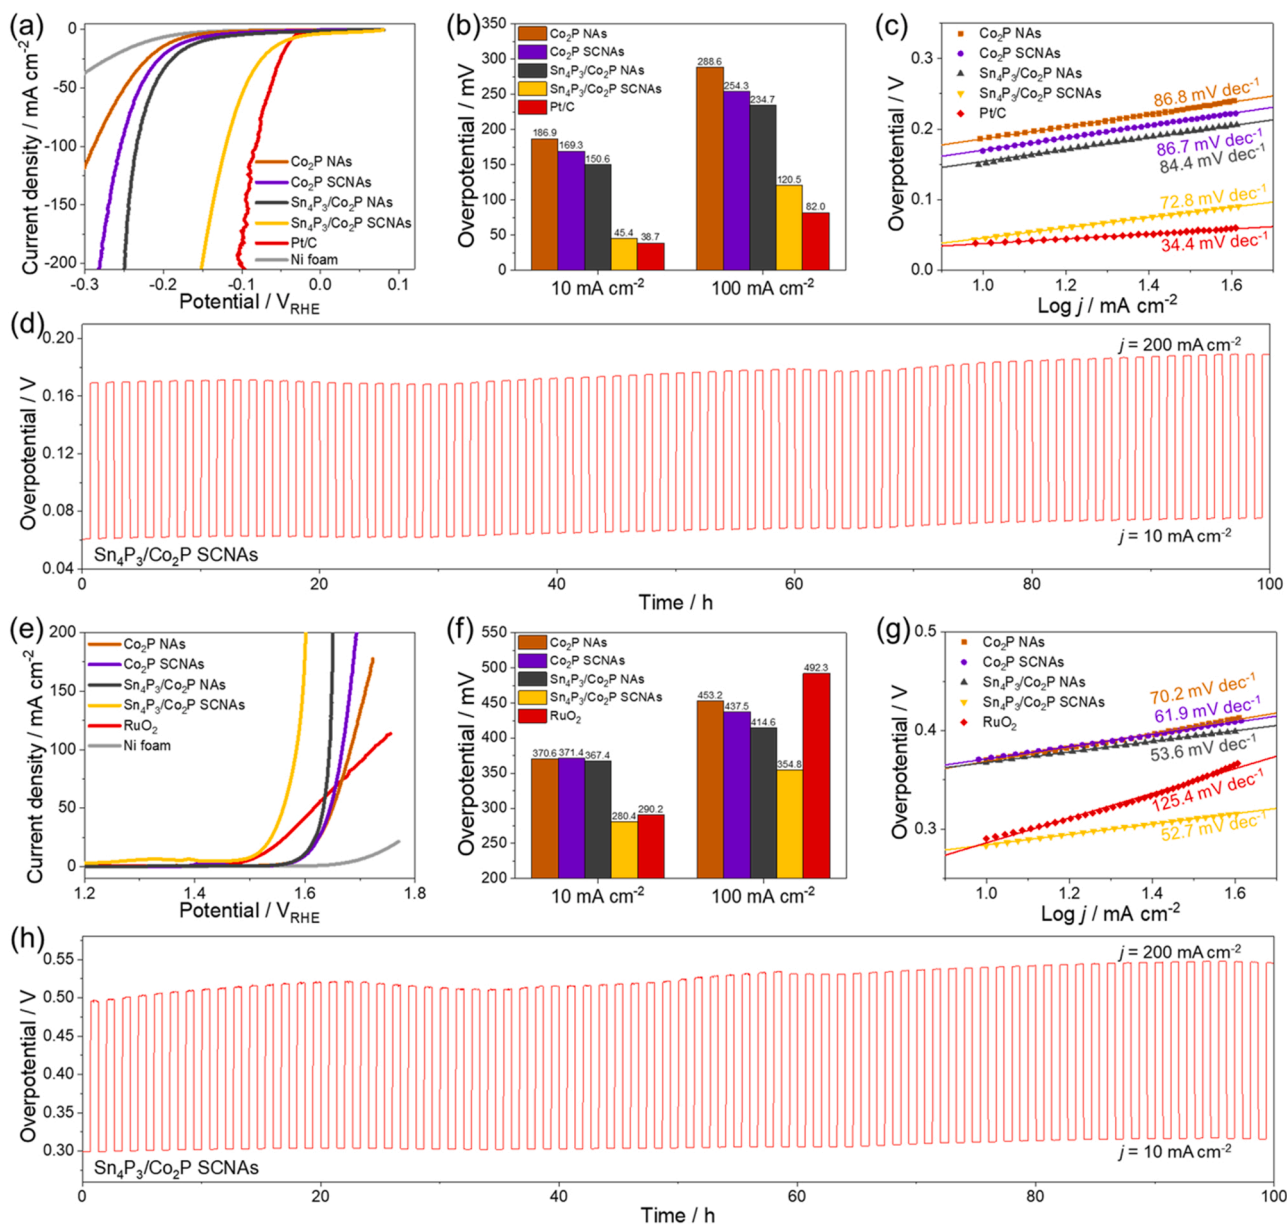 (a)
0
-50
-100
-150
-200
Current density / mA cm⁻²
Co₂P NAs
Co₂P SCNAs
Sn₄P₃/Co₂P NAs
Sn₄P₃/Co₂P SCNAs
Pt/C
Ni foam
-0.3 -0.2 -0.1 0.0 0.1
Potential / V_RHE
(b)
350
300
250
200
150
100
50
0
Overpotential / mV
Co₂P NAs
Co₂P SCNAs
Sn₄P₃/Co₂P NAs
Sn₄P₃/Co₂P SCNAs
Pt/C
186.9 169.3 150.6 45.4 38.7
288.6 254.3 234.7 120.5 82.0
10 mA cm⁻² 100 mA cm⁻²
(c)
0.3
0.2
0.1
0.0
Overpotential / V
Co₂P NAs
Co₂P SCNAs
Sn₄P₃/Co₂P NAs
Sn₄P₃/Co₂P SCNAs
Pt/C
86.8 mV dec⁻¹
86.7 mV dec⁻¹
84.4 mV dec⁻¹
72.8 mV dec⁻¹
34.4 mV dec⁻¹
1.0 1.2 1.4 1.6
Log j / mA cm⁻²
(d)
0.20
0.16
0.12
0.08
0.04
Overpotential / V
j = 200 mA cm⁻²
j = 10 mA cm⁻²
Sn₄P₃/Co₂P SCNAs
0 20 40 60 80 100
Time / h
(e)
200
150
100
50
0
Current density / mA cm⁻²
Co₂P NAs
Co₂P SCNAs
Sn₄P₃/Co₂P NAs
Sn₄P₃/Co₂P SCNAs
RuO₂
Ni foam
1.2 1.4 1.6 1.8
Potential / V_RHE
(f)
550
500
450
400
350
300
250
200
Overpotential / mV
Co₂P NAs
Co₂P SCNAs
Sn₄P₃/Co₂P NAs
Sn₄P₃/Co₂P SCNAs
RuO₂
370.6 371.4 367.4 280.4 290.2
453.2 437.5 414.6 354.8 492.3
10 mA cm⁻² 100 mA cm⁻²
(g)
0.5
0.4
0.3
Overpotential / V
Co₂P NAs
Co₂P SCNAs
Sn₄P₃/Co₂P NAs
Sn₄P₃/Co₂P SCNAs
RuO₂
70.2 mV dec⁻¹
61.9 mV dec⁻¹
53.6 mV dec⁻¹
125.4 mV dec⁻¹
52.7 mV dec⁻¹
1.0 1.2 1.4 1.6
Log j / mA cm⁻²
(h)
0.55
0.50
0.45
0.40
0.35
0.30
Overpotential / V
j = 200 mA cm⁻²
j = 10 mA cm⁻²
Sn₄P₃/Co₂P SCNAs
0 20 40 60 80 100
Time / h